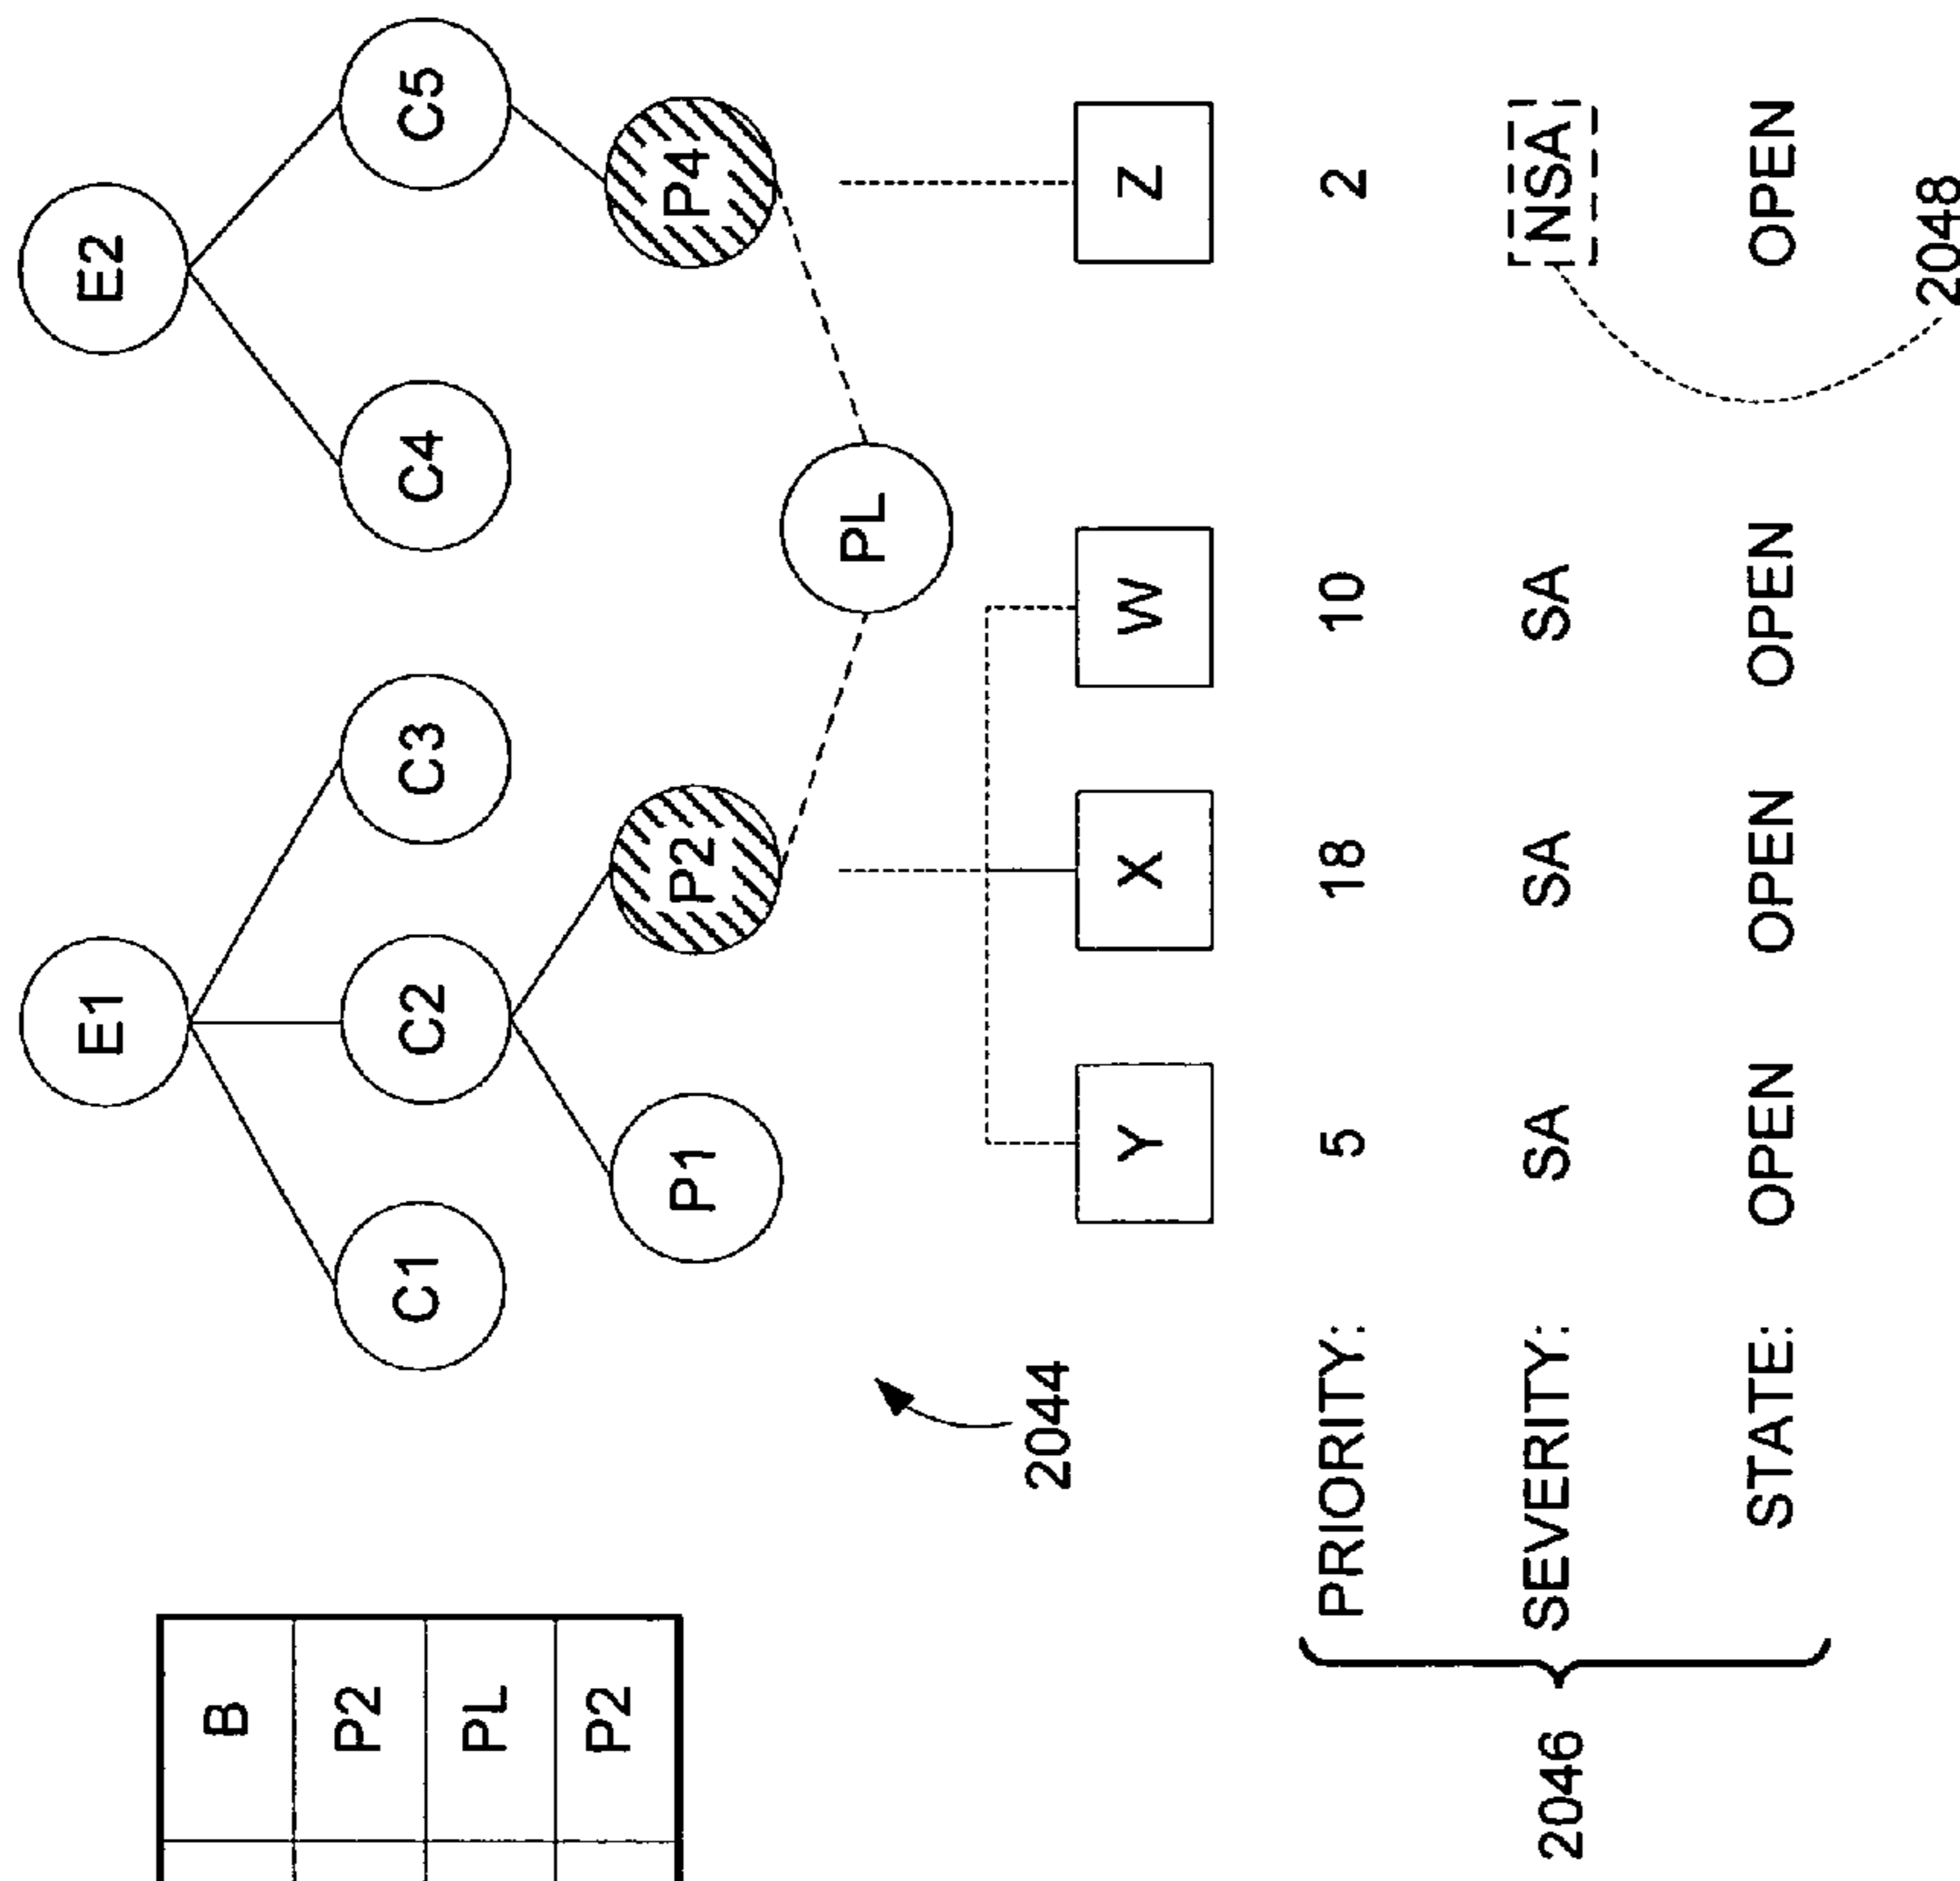 E1 E2
B
P2
PL
P2
C1 C2 C3 C4 C5
P1 P2 P4
PL
2044
Y X W Z
PRIORITY: 5 18 10 2
2046
SEVERITY: SA SA SA NSA
STATE: OPEN OPEN OPEN OPEN
2048